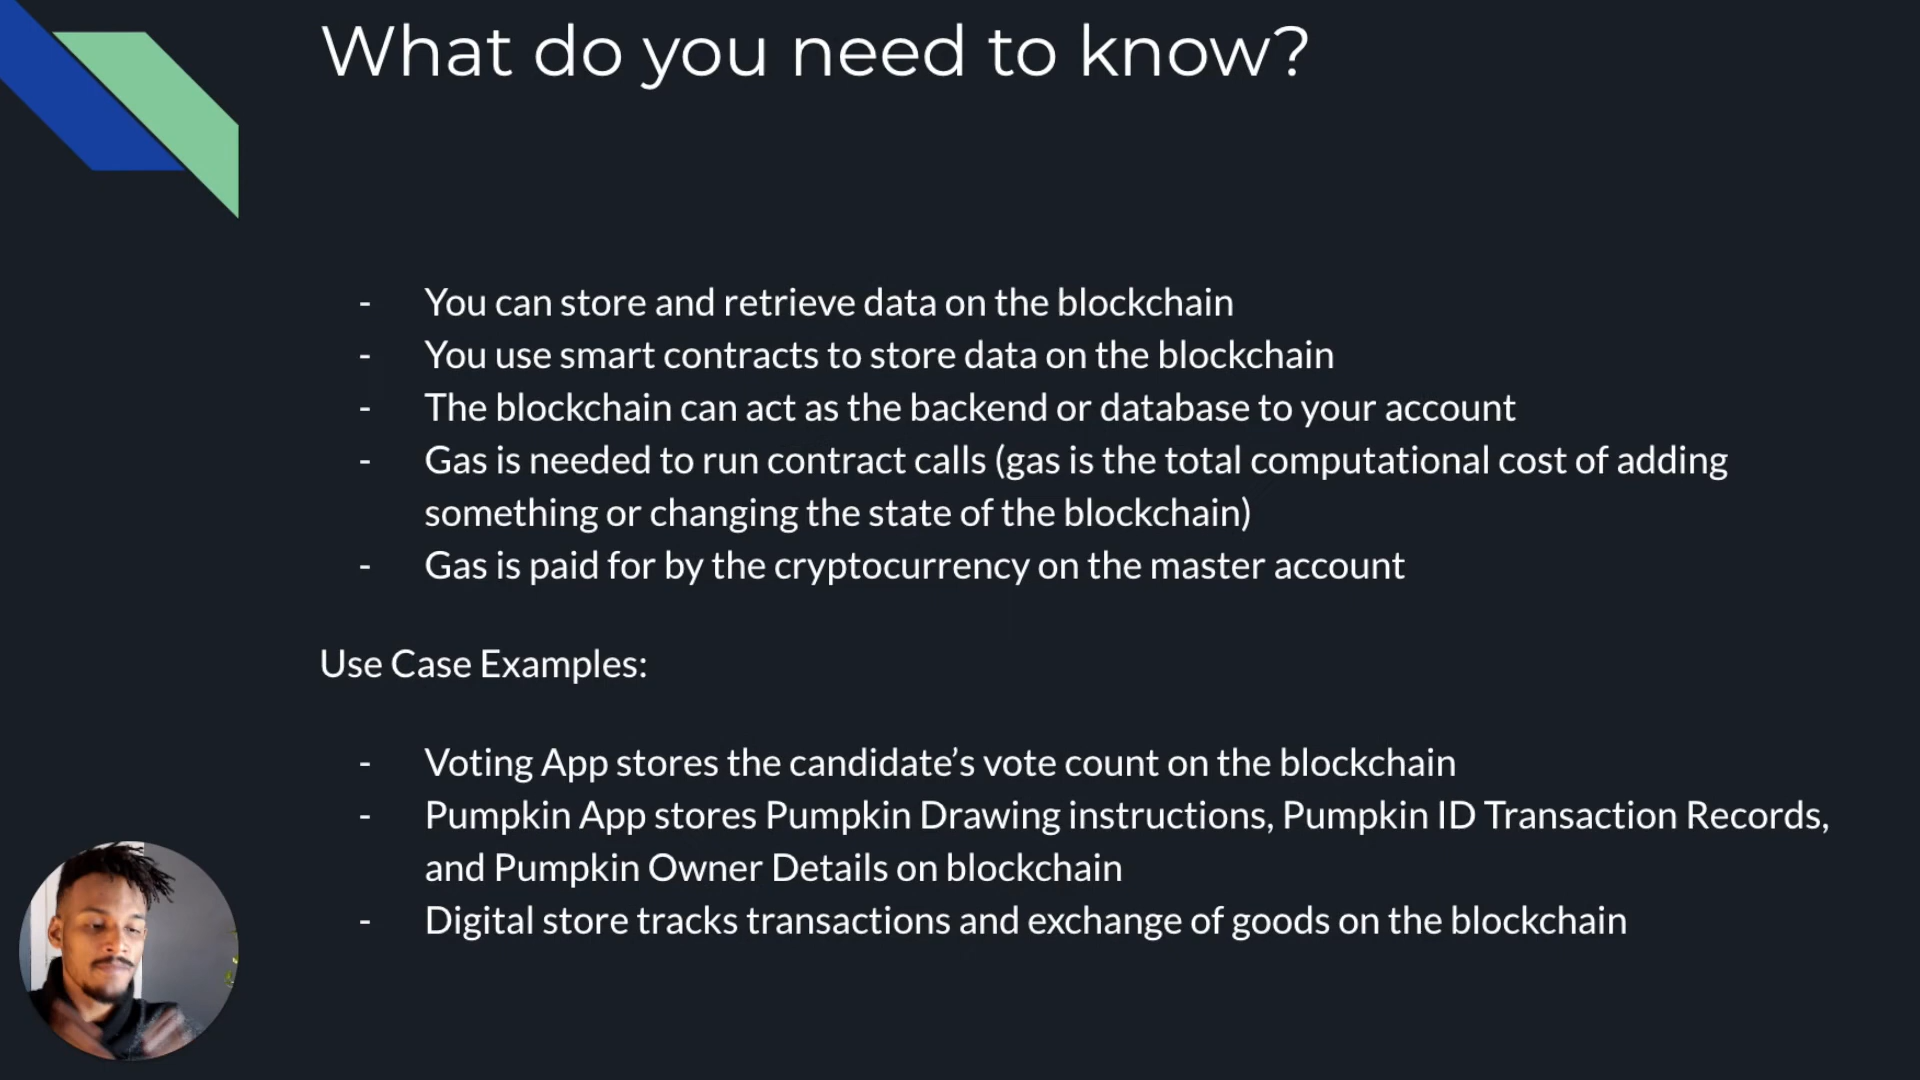 What do you need to know?
- You can store and retrieve data on the blockchain
- You use smart contracts to store data on the blockchain
- The blockchain can act as the backend or database to your account
- Gas is needed to run contract calls (gas is the total computational cost of adding
something or changing the state of the blockchain)
- Gas is paid for by the cryptocurrency on the master account
Use Case Examples:
- Voting App stores the candidate’s vote count on the blockchain
- Pumpkin App stores Pumpkin Drawing instructions, Pumpkin ID Transaction Records,
and Pumpkin Owner Details on blockchain
- Digital store tracks transactions and exchange of goods on the blockchain